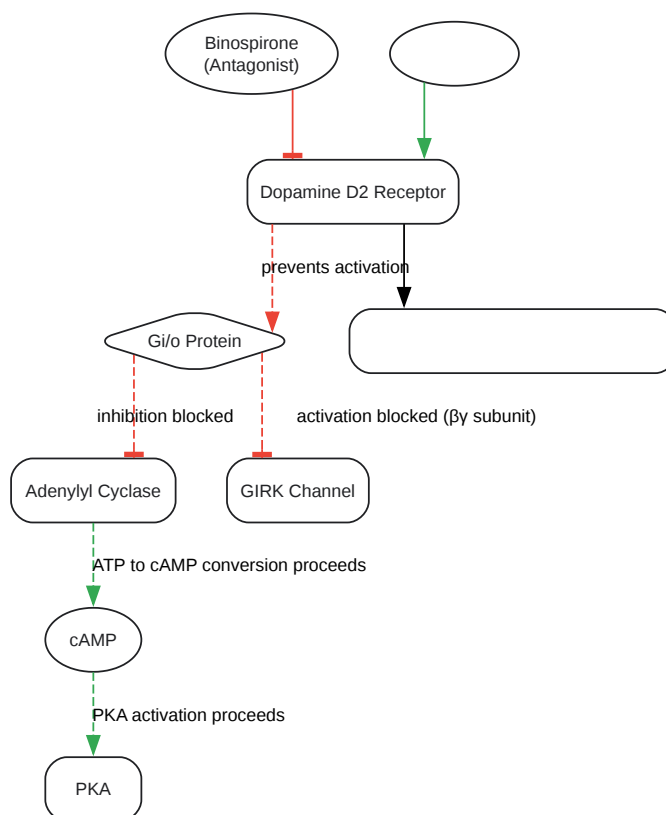 Binospirone
(Antagonist)
Dopamine D2 Receptor
prevents activation
Gi/o Protein
inhibition blocked
activation blocked (βγ subunit)
Adenylyl Cyclase
GIRK Channel
ATP to cAMP conversion proceeds
cAMP
PKA activation proceeds
PKA